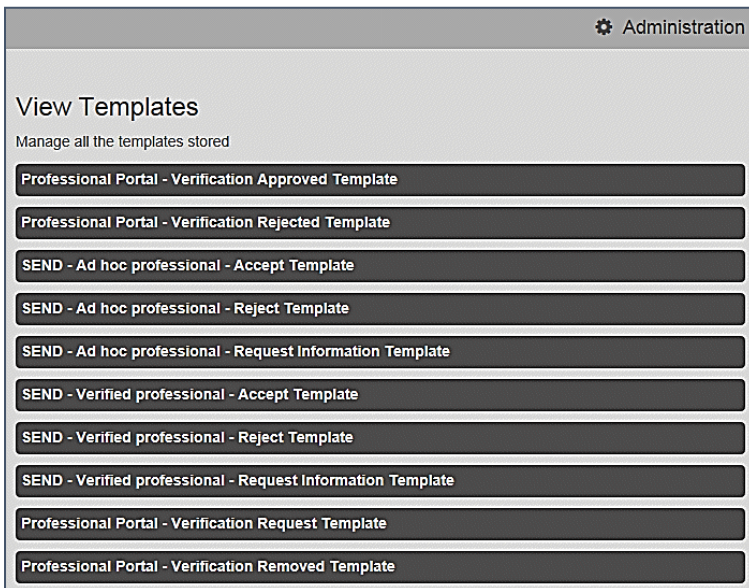 Administration
View Templates
Manage all the templates stored
Professional Portal - Verification Approved Template
Professional Portal - Verification Rejected Template
SEND - Ad hoc professional - Accept Template
SEND - Ad hoc professional - Reject Template
SEND - Ad hoc professional - Request Information Template
SEND - Verified professional - Accept Template
SEND - Verified professional - Reject Template
SEND - Verified professional - Request Information Template
Professional Portal - Verification Request Template
Professional Portal - Verification Removed Template